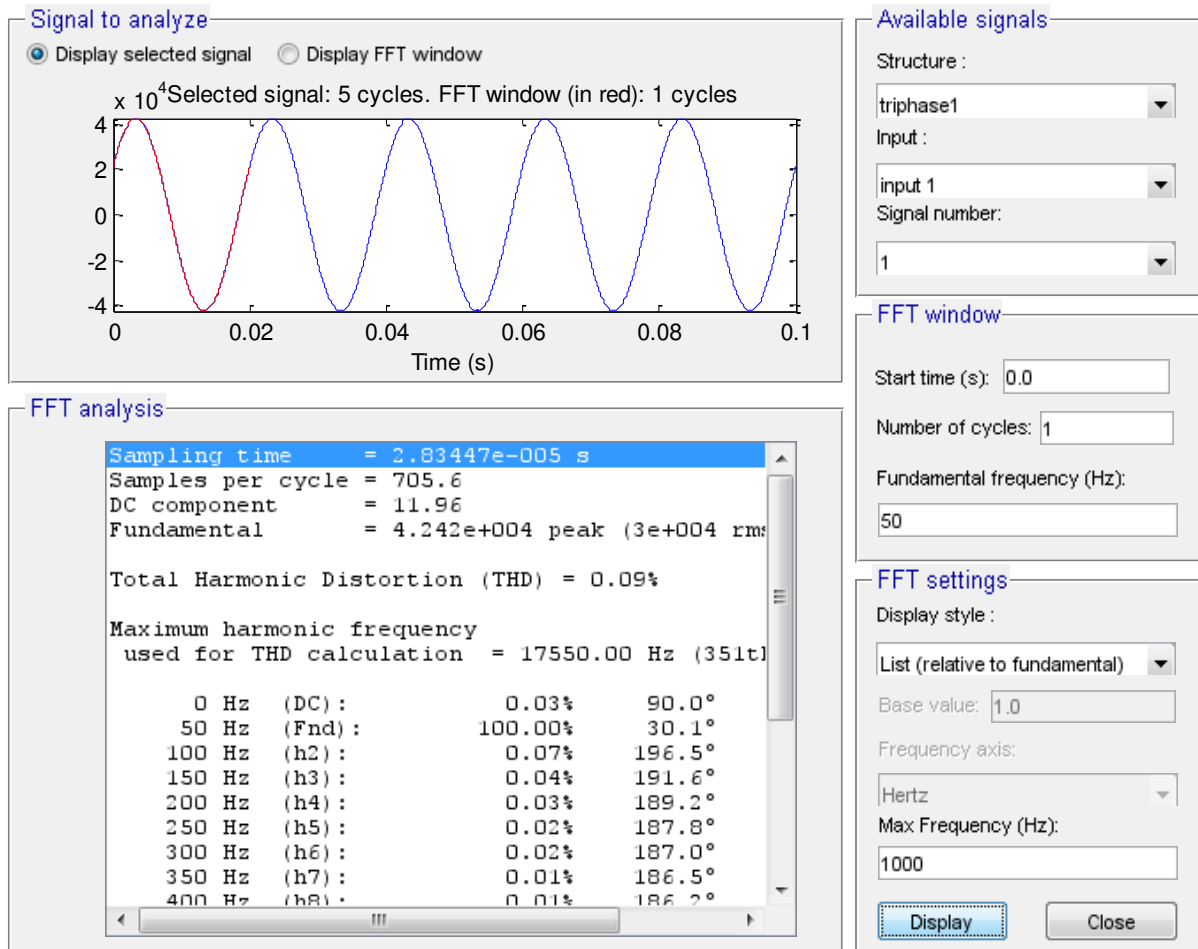 Signal to analyze
Display selected signal Display FFT window
x 10^4 Selected signal: 5 cycles. FFT window (in red): 1 cycles
4
2
0
-2
-4
0 0.02 0.04 0.06 0.08 0.1
Time (s)
FFT analysis
Sampling time = 2.83447e-005 s
Samples per cycle = 705.6
DC component = 11.96
Fundamental = 4.242e+004 peak (3e+004 rms
Total Harmonic Distortion (THD) = 0.09%
Maximum harmonic frequency
used for THD calculation = 17550.00 Hz (351t
0 Hz (DC): 0.03% 90.0°
50 Hz (Fnd): 100.00% 30.1°
100 Hz (h2): 0.07% 196.5°
150 Hz (h3): 0.04% 191.6°
200 Hz (h4): 0.03% 189.2°
250 Hz (h5): 0.02% 187.8°
300 Hz (h6): 0.02% 187.0°
350 Hz (h7): 0.01% 186.5°
400 Hz (h8): 0.01% 186.2°
Available signals
Structure :
triphase1
Input :
input 1
Signal number:
1
FFT window
Start time (s): 0.0
Number of cycles: 1
Fundamental frequency (Hz):
50
FFT settings
Display style :
List (relative to fundamental)
Base value: 1.0
Frequency axis:
Hertz
Max Frequency (Hz):
1000
Display Close